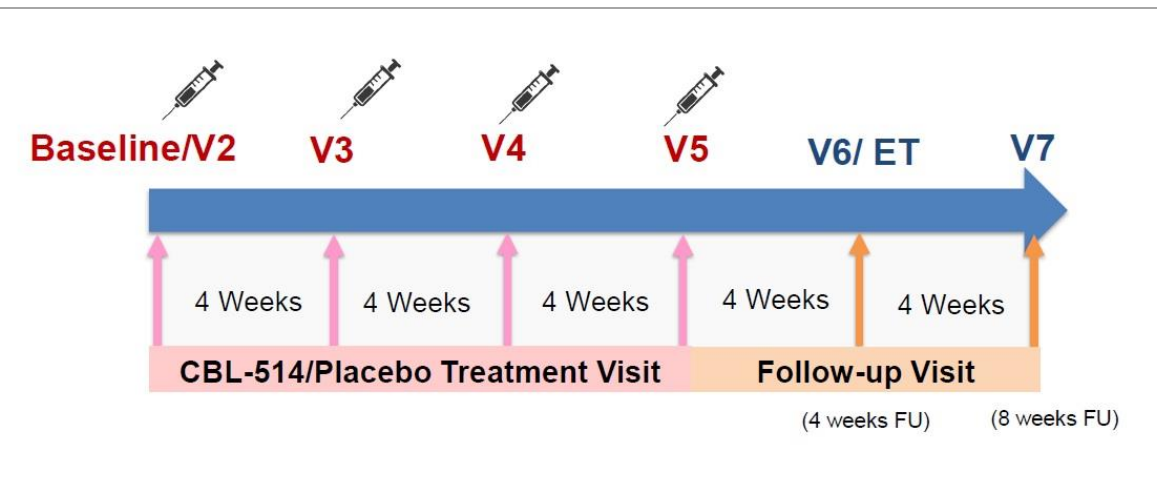 Baseline/V2
V3
V4
V5
V6/ ET
V7
4 Weeks
4 Weeks
4 Weeks
4 Weeks
4 Weeks
CBL-514/Placebo Treatment Visit
Follow-up Visit
(4 weeks FU)
(8 weeks FU)